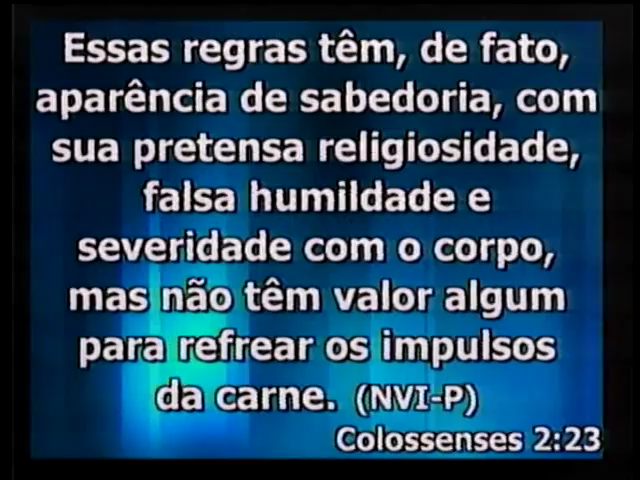 Essas regras têm, de fato,
aparência de sabedoria, com
sua pretensa religiosidade,
falsa humildade e
severidade com o corpo,
mas não têm valor algum
para refrear os impulsos
da carne. (NVI-P)
Colossenses 2:23